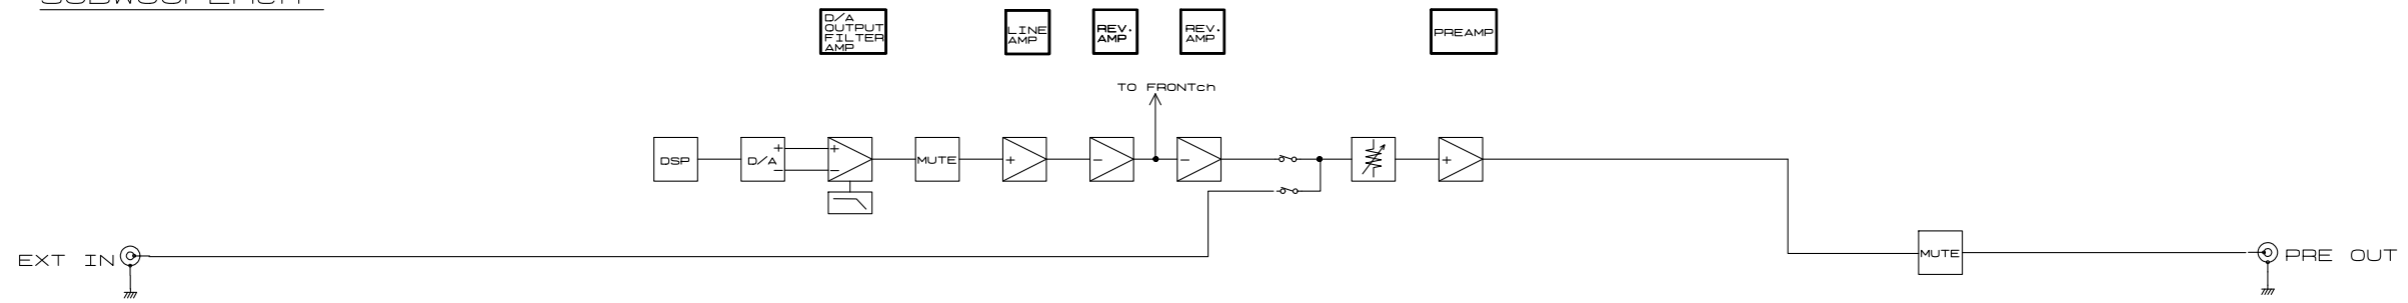 D/A
OUTPUT
FILTER
AMP
LINE
AMP
REV.
AMP
REV.
AMP
PREAMP
TO FRONTch
DSP
D/A
+
−
+
−
MUTE
+
−
−
+
EXT IN
MUTE
PRE OUT